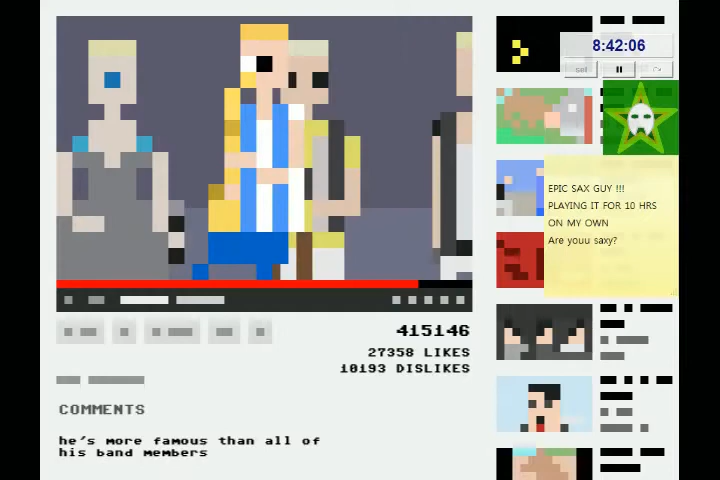 8:42:06
set
EPIC SAX GUY !!!
PLAYING IT FOR 10 HRS
ON MY OWN
Are youu saxy?
415146
27358 LIKES
10193 DISLIKES
COMMENTS
he's more famous than all of
his band members